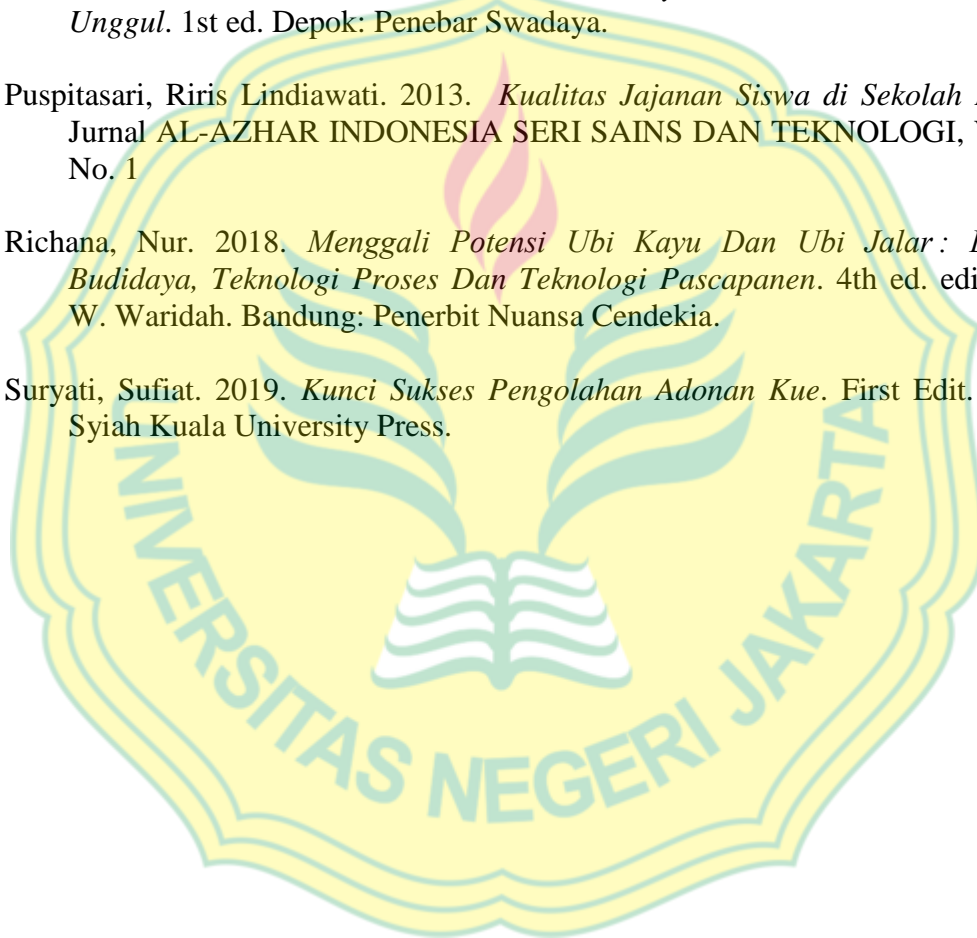 Unggul. 1st ed. Depok: Penebar Swadaya.
Puspitasari, Riris Lindiawati. 2013. Kualitas Jajanan Siswa di Sekolah
Jurnal AL-AZHAR INDONESIA SERI SAINS DAN TEKNOLOGI,
No. 1
Richana, Nur. 2018. Menggali Potensi Ubi Kayu Dan Ubi Jalar :
Budidaya, Teknologi Proses Dan Teknologi Pascapanen. 4th ed.
W. Waridah. Bandung: Penerbit Nuansa Cendekia.
Suryati, Sufiat. 2019. Kunci Sukses Pengolahan Adonan Kue. First Edit.
Syiah Kuala University Press.
UNIVERSITAS NEGERI JAKARTA